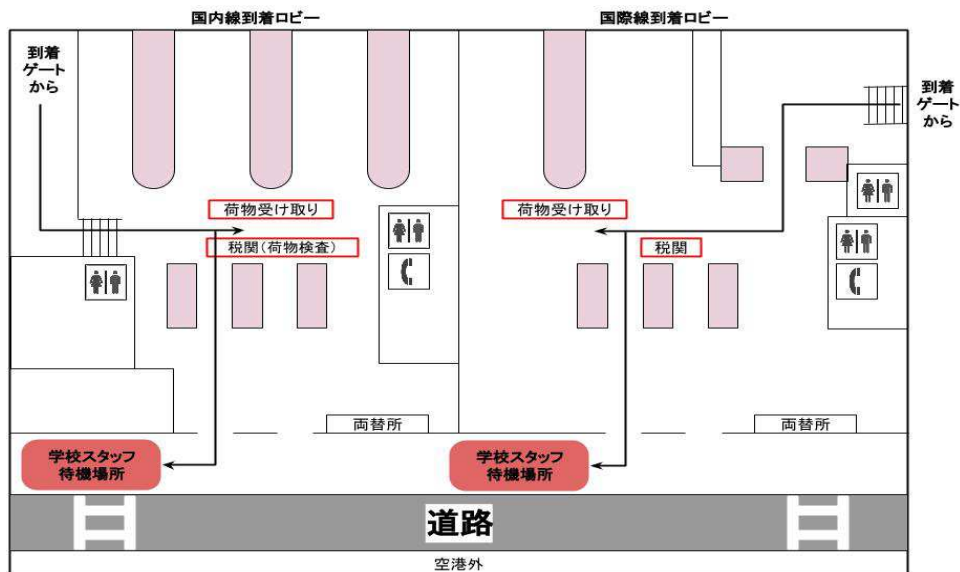 国内線到着ロビー
国際線到着ロビー
到着
ゲート
から
到着
ゲート
から
荷物受け取り
税関(荷物検査)
荷物受け取り
税関
両替所
両替所
学校スタッフ
待機場所
学校スタッフ
待機場所
道路
空港外